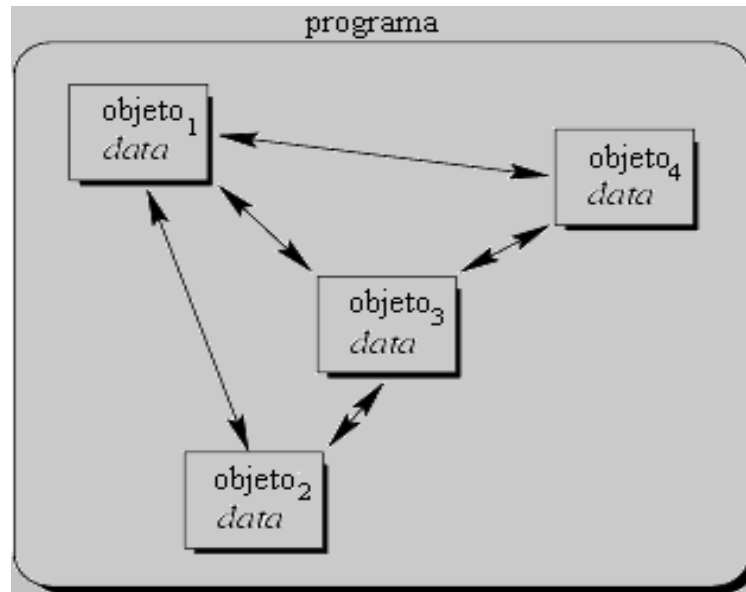 programa
objeto1
data
objeto4
data
objeto3
data
objeto2
data